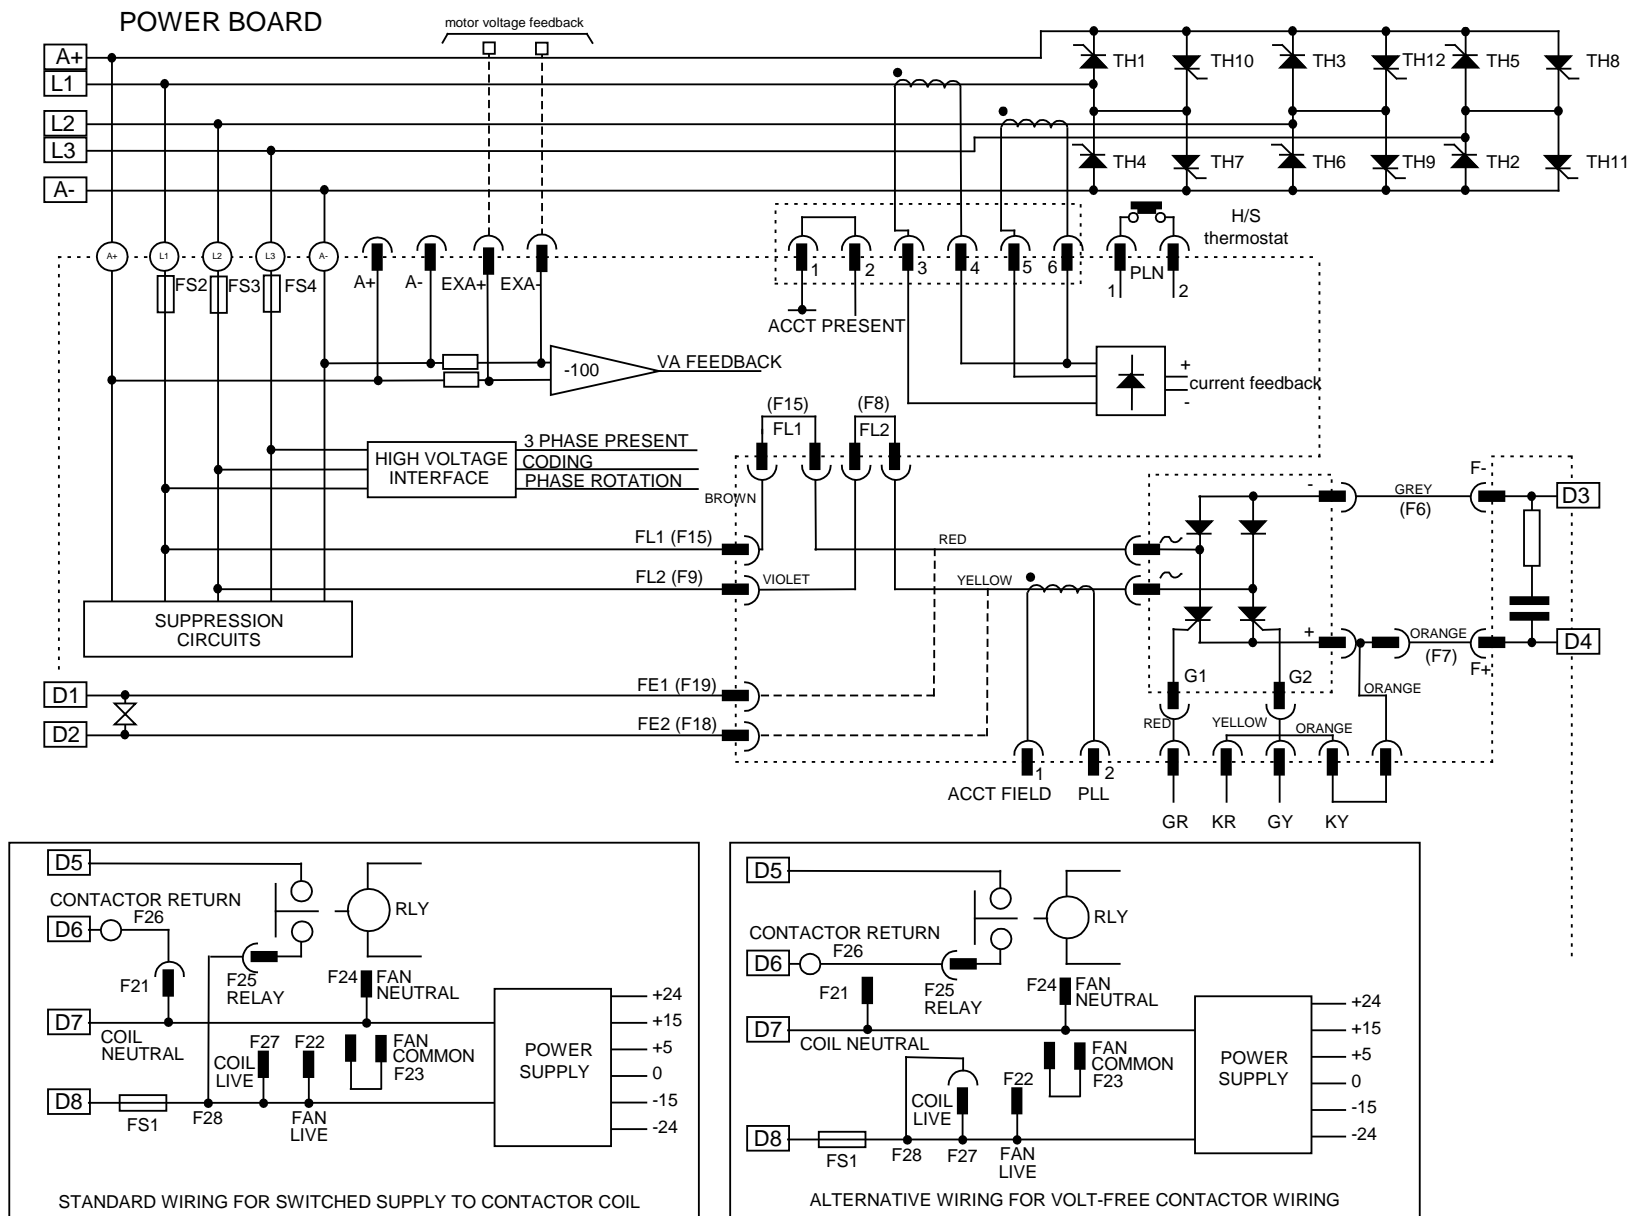 POWER BOARD
motor voltage feedback
A+
L1
L2
L3
A-
TH1
TH10
TH3
TH12
TH5
TH8
TH4
TH7
TH6
TH9
TH2
TH11
H/S
thermostat
A+
L1
L2
L3
A-
FS2
FS3
FS4
A+
A-
EXA+
EXA-
1
2
3
4
5
6
PLN
1
2
ACCT PRESENT
-100
VA FEEDBACK
+
current feedback
-
(F15)
FL1
(F8)
FL2
HIGH VOLTAGE
INTERFACE
3 PHASE PRESENT
CODING
PHASE ROTATION
BROWN
-
GREY
(F6)
F-
D3
FL1 (F15)
RED
FL2 (F9)
VIOLET
YELLOW
SUPPRESSION
CIRCUITS
+
ORANGE
(F7)
F+
D4
D1
FE1 (F19)
G1
G2
ORANGE
D2
FE2 (F18)
RED
YELLOW
ORANGE
1
2
ACCT FIELD
PLL
GR
KR
GY
KY
D5
CONTACTOR RETURN
F26
D6
RLY
F21
F25
RELAY
F24
FAN
NEUTRAL
D7
COIL
NEUTRAL
F27
F22
COIL
LIVE
FAN
COMMON
F23
POWER
SUPPLY
+24
+15
+5
0
-15
-24
D8
FS1
F28
FAN
LIVE
STANDARD WIRING FOR SWITCHED SUPPLY TO CONTACTOR COIL
D5
CONTACTOR RETURN
F26
D6
RLY
F21
F25
RELAY
F24
FAN
NEUTRAL
D7
COIL NEUTRAL
COIL
LIVE
F22
FAN
COMMON
F23
POWER
SUPPLY
+24
+15
+5
0
-15
-24
D8
FS1
F28
F27
FAN
LIVE
ALTERNATIVE WIRING FOR VOLT-FREE CONTACTOR WIRING